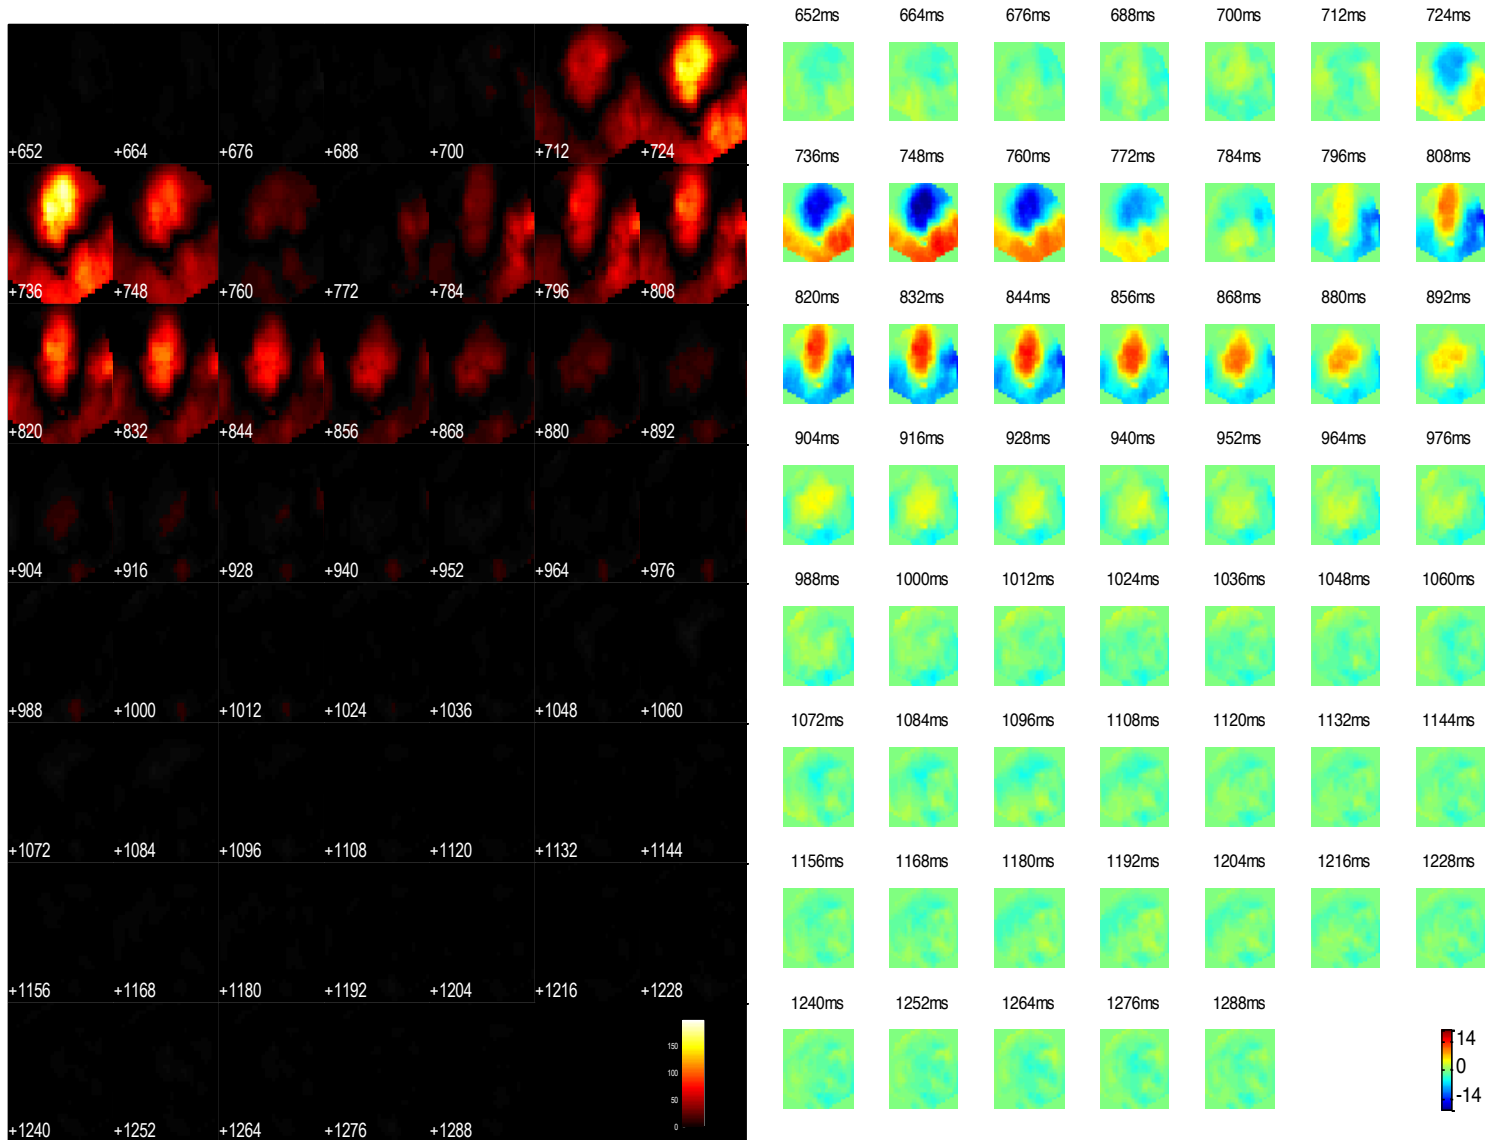 652ms 664ms 676ms 688ms 700ms 712ms 724ms
+652 +664 +676 +688 +700 +712 +724
736ms 748ms 760ms 772ms 784ms 796ms 808ms
+736 +748 +760 +772 +784 +796 +808
820ms 832ms 844ms 856ms 868ms 880ms 892ms
+820 +832 +844 +856 +868 +880 +892
904ms 916ms 928ms 940ms 952ms 964ms 976ms
+904 +916 +928 +940 +952 +964 +976
988ms 1000ms 1012ms 1024ms 1036ms 1048ms 1060ms
+988 +1000 +1012 +1024 +1036 +1048 +1060
1072ms 1084ms 1096ms 1108ms 1120ms 1132ms 1144ms
+1072 +1084 +1096 +1108 +1120 +1132 +1144
1156ms 1168ms 1180ms 1192ms 1204ms 1216ms 1228ms
+1156 +1168 +1180 +1192 +1204 +1216 +1228
1240ms 1252ms 1264ms 1276ms 1288ms
+1240 +1252 +1264 +1276 +1288
150
100
50
0
14
0
-14